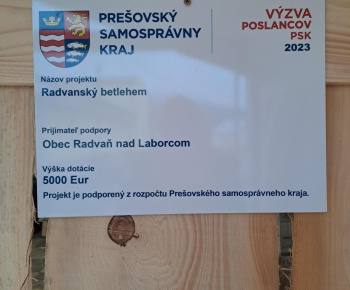 PREŠOVSKÝ
SAMOSPRÁVNY
KRAJ
VÝZVA
POSLANCOV
PSK
2023
Názov projektu
Radvanský betlehem
Prijímateľ podpory
Obec Radvaň nad Laborcom
Výška dotácie
5000 Eur
Projekt je podporený z rozpočtu Prešovského samosprávneho kraja.